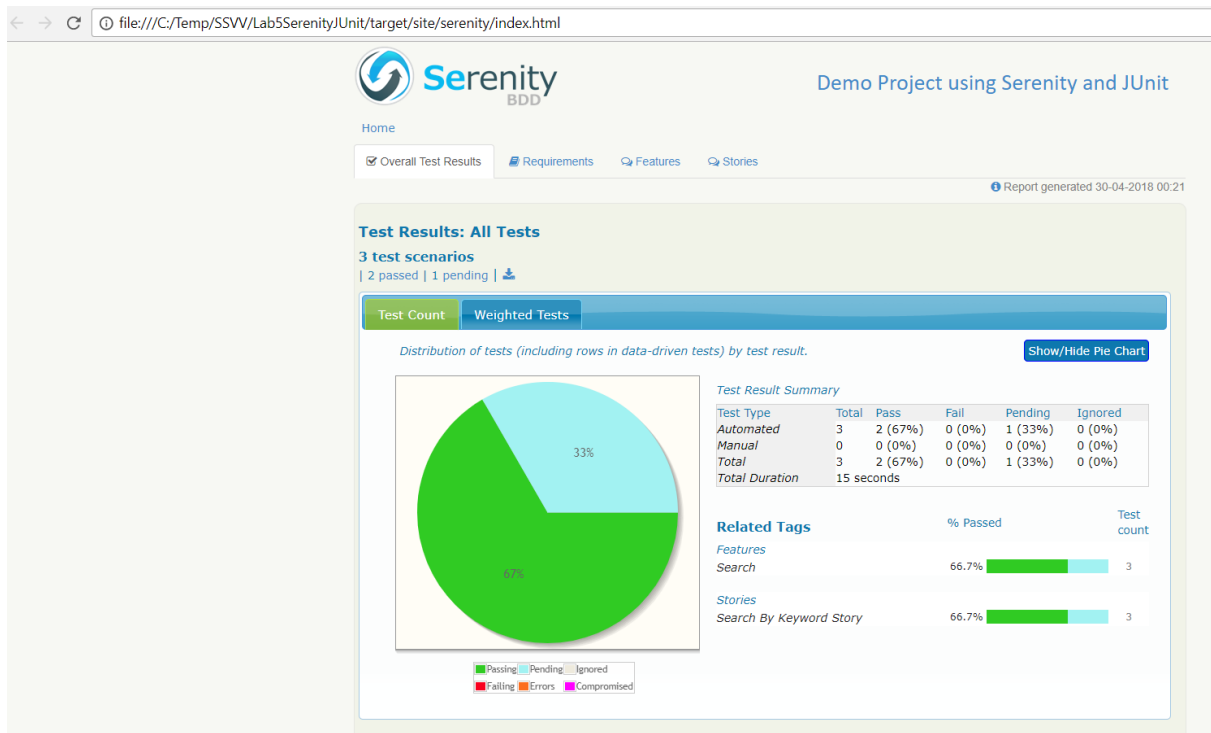 file:///C:/Temp/SSVV/Lab5SerenityJUnit/target/site/serenity/index.html
Serenity
BDD
Demo Project using Serenity and JUnit
Home
Overall Test Results Requirements Features Stories
Report generated 30-04-2018 00:21
Test Results: All Tests
3 test scenarios
| 2 passed | 1 pending |
Test Count Weighted Tests
Distribution of tests (including rows in data-driven tests) by test result.
Show/Hide Pie Chart
33%
67%
Passing Pending Ignored
Failing Errors Compromised
Test Result Summary
Test Type Total Pass Fail Pending Ignored
Automated 3 2 (67%) 0 (0%) 1 (33%) 0 (0%)
Manual 0 0 (0%) 0 (0%) 0 (0%) 0 (0%)
Total 3 2 (67%) 0 (0%) 1 (33%) 0 (0%)
Total Duration 15 seconds
Related Tags % Passed Test count
Features
Search 66.7% 3
Stories
Search By Keyword Story 66.7% 3